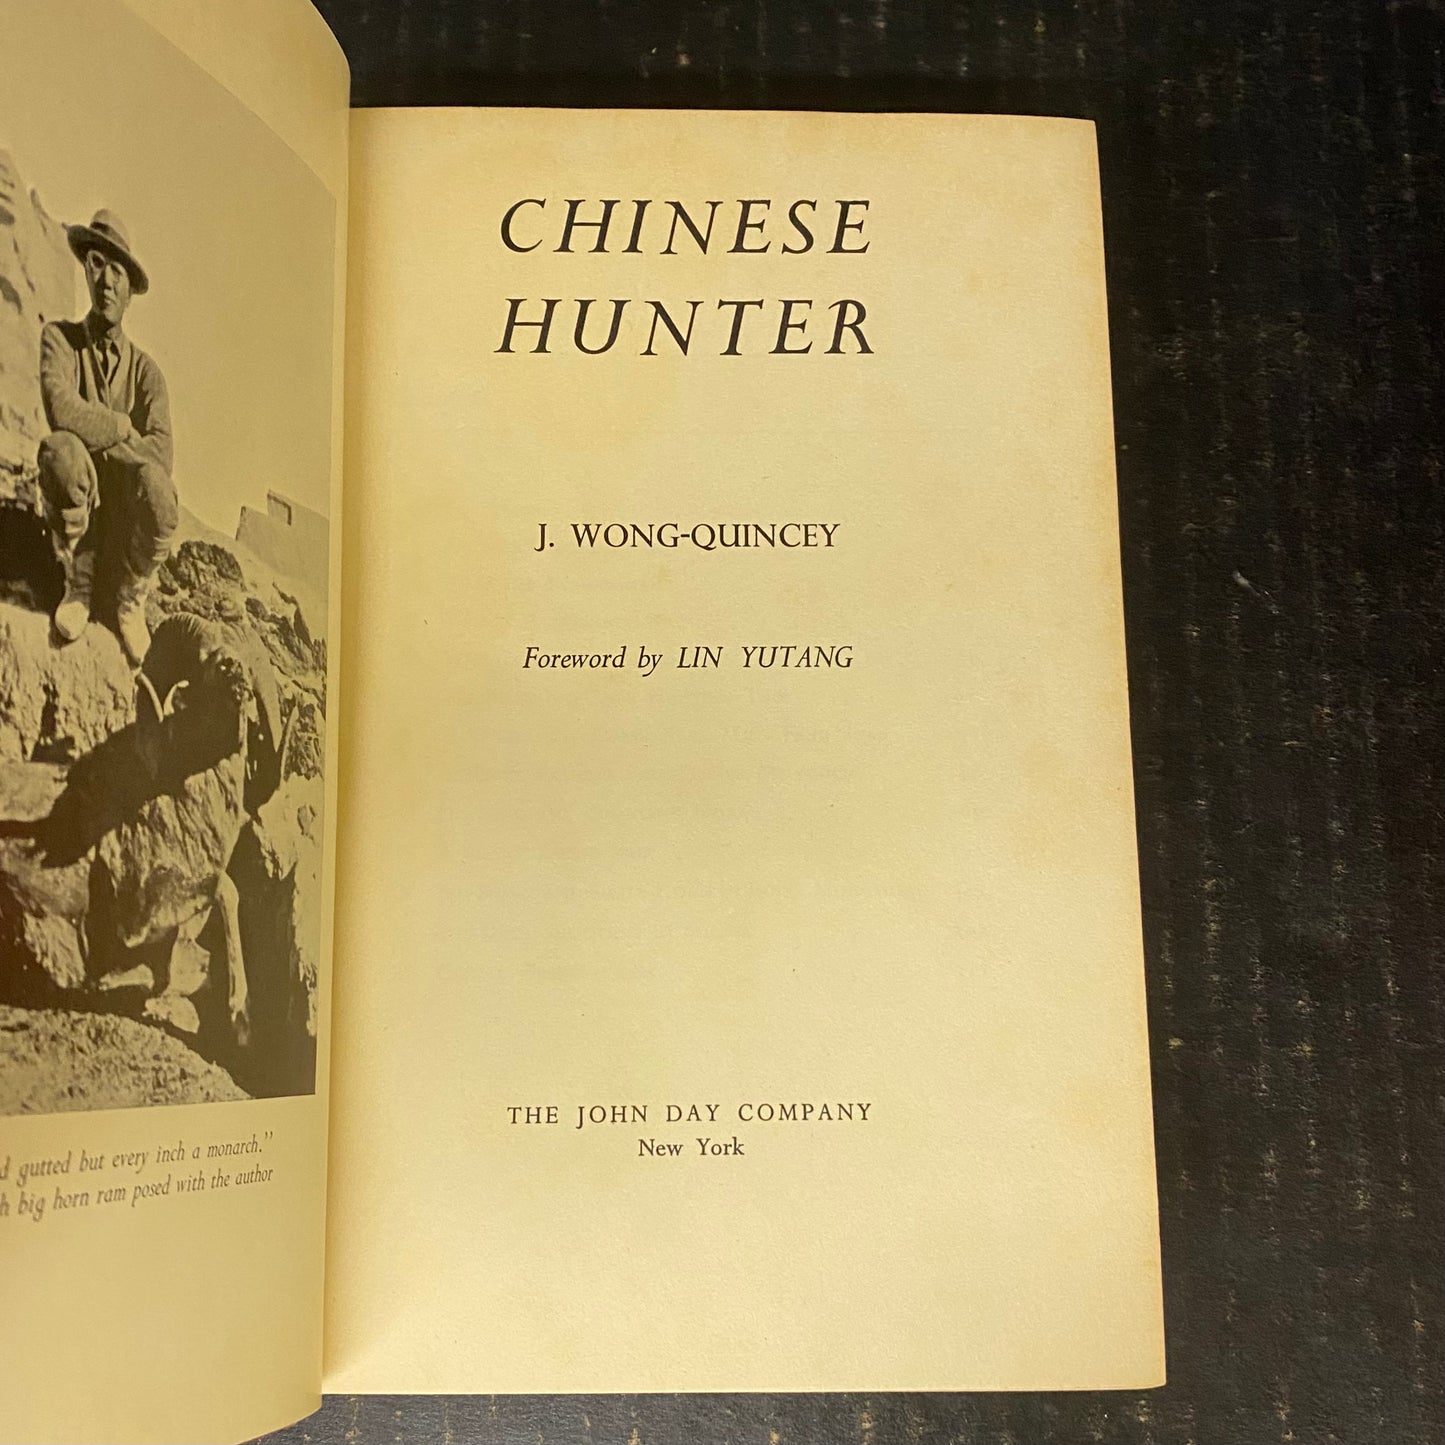 d gutted but every inch a monarch."
h big horn ram posed with the author
CHINESE
HUNTER
J. WONG-QUINCEY
Foreword by LIN YUTANG
THE JOHN DAY COMPANY
New York